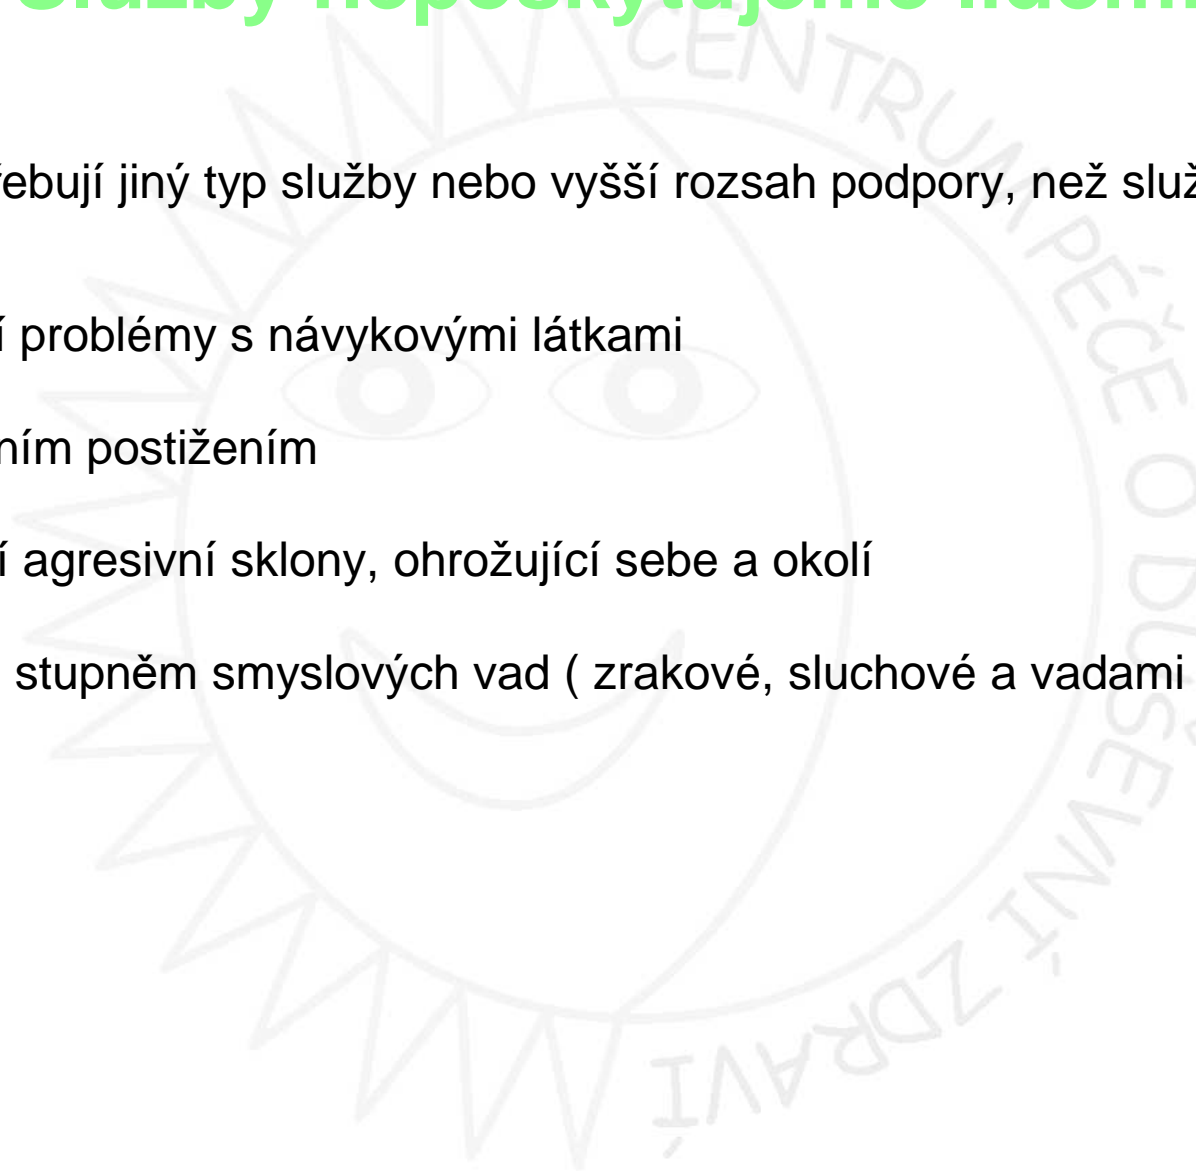 Služby neposkytujeme lidem
řebují jiný typ služby nebo vyšší rozsah podpory, než služ
í problémy s návykovými látkami
ním postižením
í agresivní sklony, ohrožující sebe a okolí
stupněm smyslových vad ( zrakové, sluchové a vadami
CENTRUM PÉČE O DUŠEVNÍ ZDRAVÍ